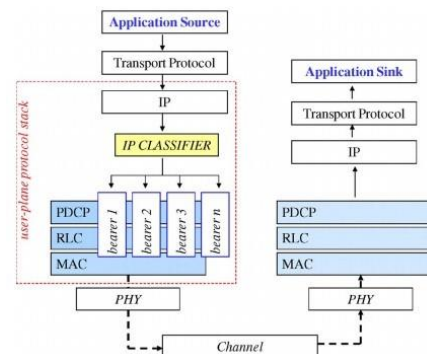 Application Source
Transport Protocol
IP
IP CLASSIFIER
user-plane protocol stack
bearer 1
bearer 2
bearer 3
bearer n
PDCP
RLC
MAC
PHY
Channel
Application Sink
Transport Protocol
IP
PDCP
RLC
MAC
PHY